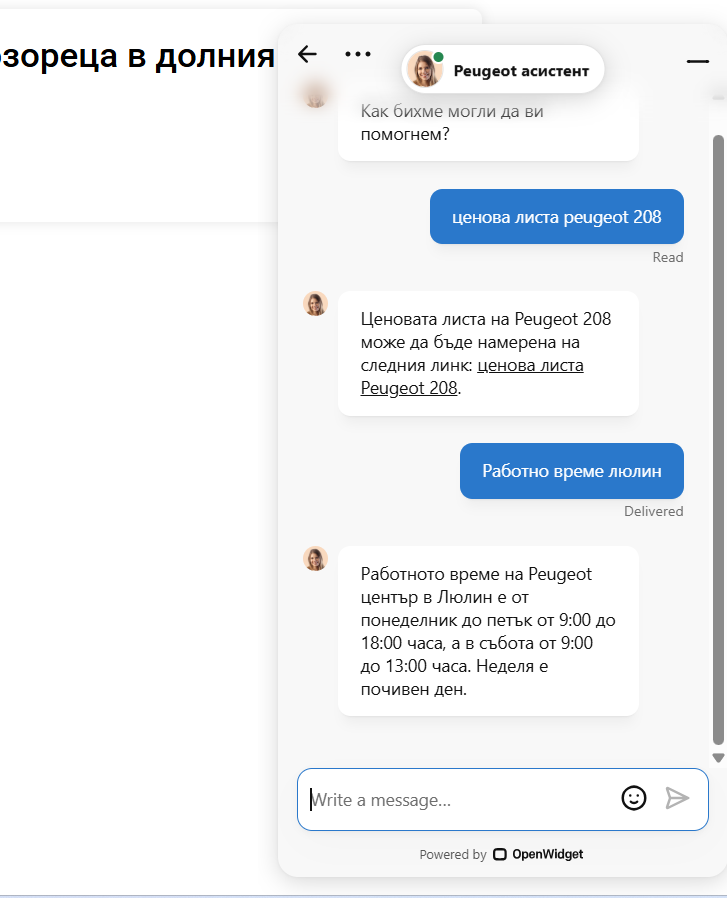 зореца в долния
Peugeot асистент
Как бихме могли да ви
помогнем?
ценова листа peugeot 208
Read
Ценовата листа на Peugeot 208
може да бъде намерена на
следния линк: ценова листа
Peugeot 208.
Работно време люлин
Delivered
Работното време на Peugeot
център в Люлин е от
понеделник до петък от 9:00 до
18:00 часа, а в събота от 9:00
до 13:00 часа. Неделя е
почивен ден.
Write a message...
Powered by OpenWidget